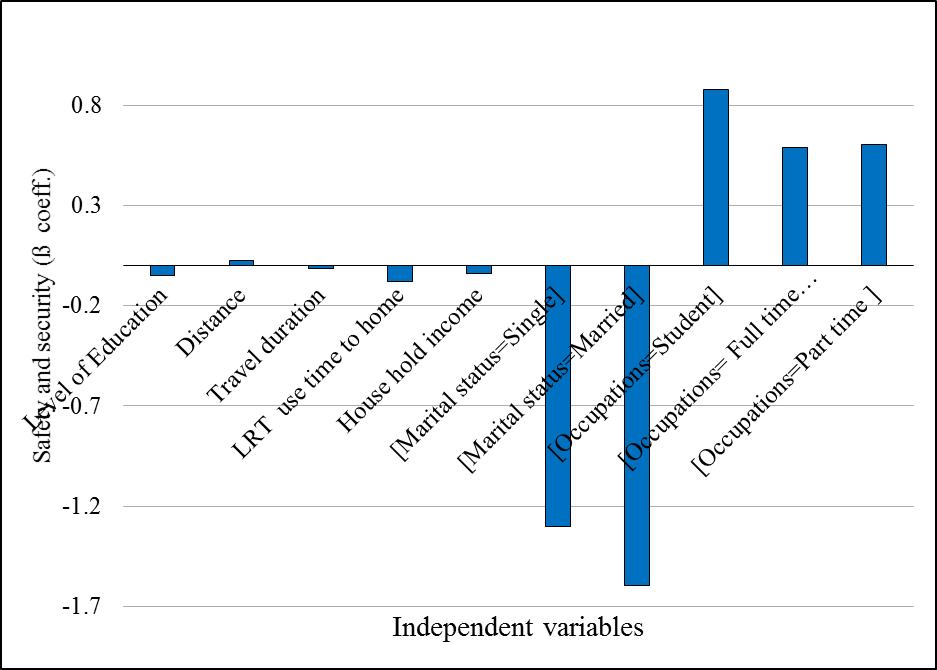 Safety and security (ß coeff.)
0.8
0.3
-0.2
-0.7
-1.2
-1.7
Level of Education
Distance
Travel duration
LRT use time to home
House hold income
[Marital status=Single]
[Marital status=Married]
[Occupations=Student]
[Occupations= Full time…
[Occupations=Part time ]
Independent variables